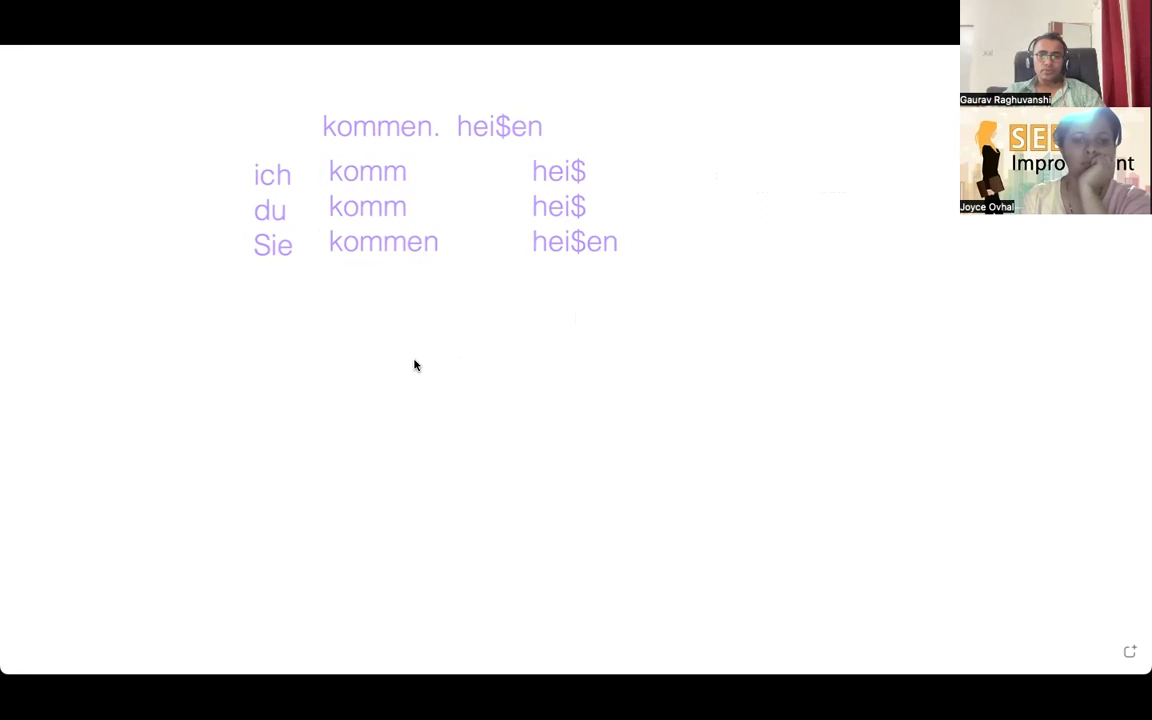 kommen. hei$en
ich komm hei$
du komm hei$
Sie kommen hei$en
Gaurav Raghuvanshi
Joyce Ovhal